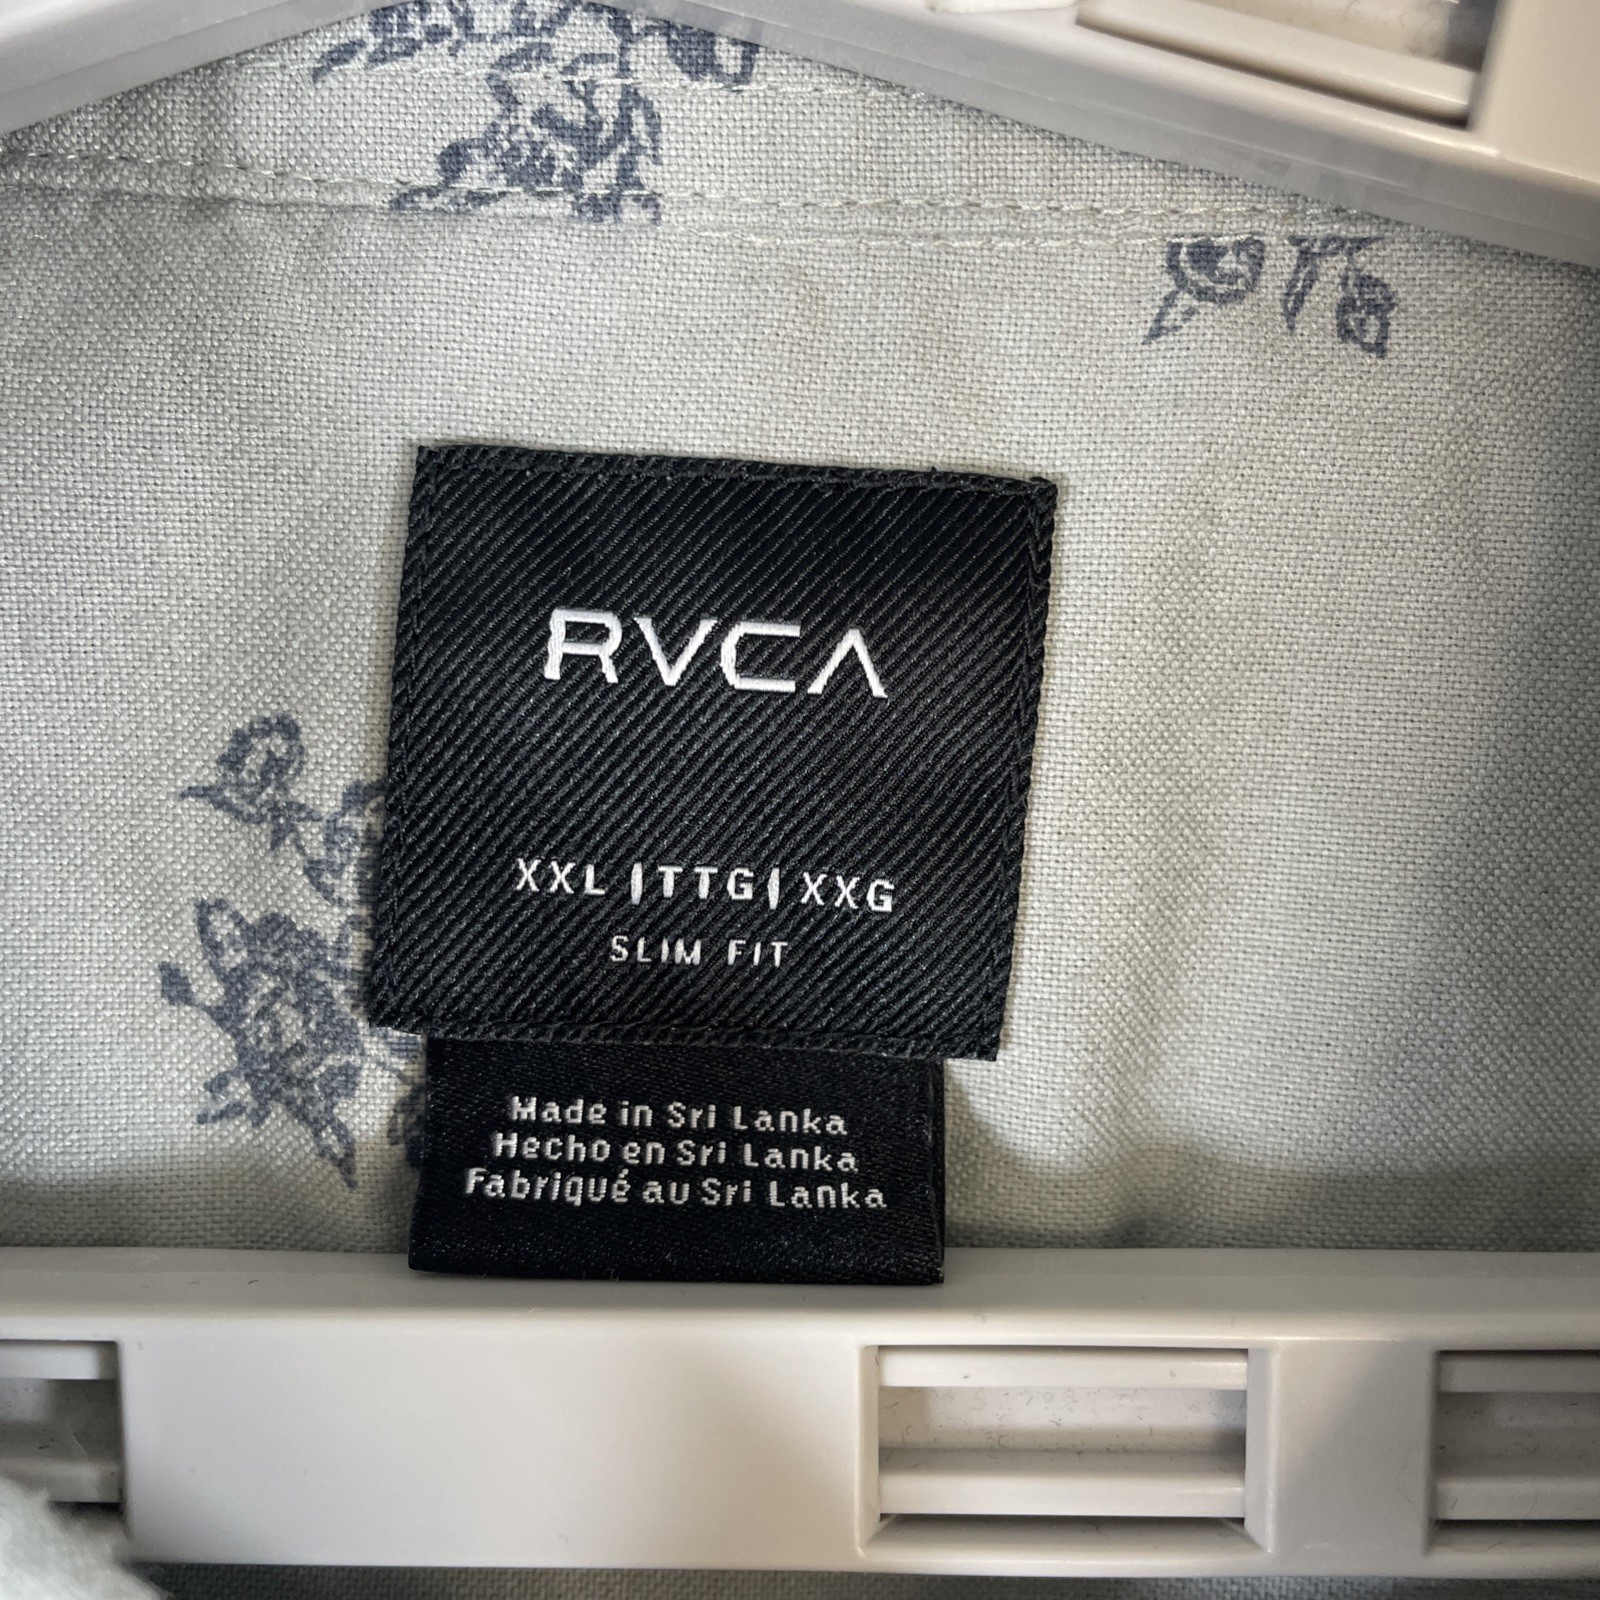 RVCA
XXL | TTG | XXG
SLIM FIT
Made in Sri Lanka
Hecho en Sri Lanka
Fabriqué au Sri Lanka